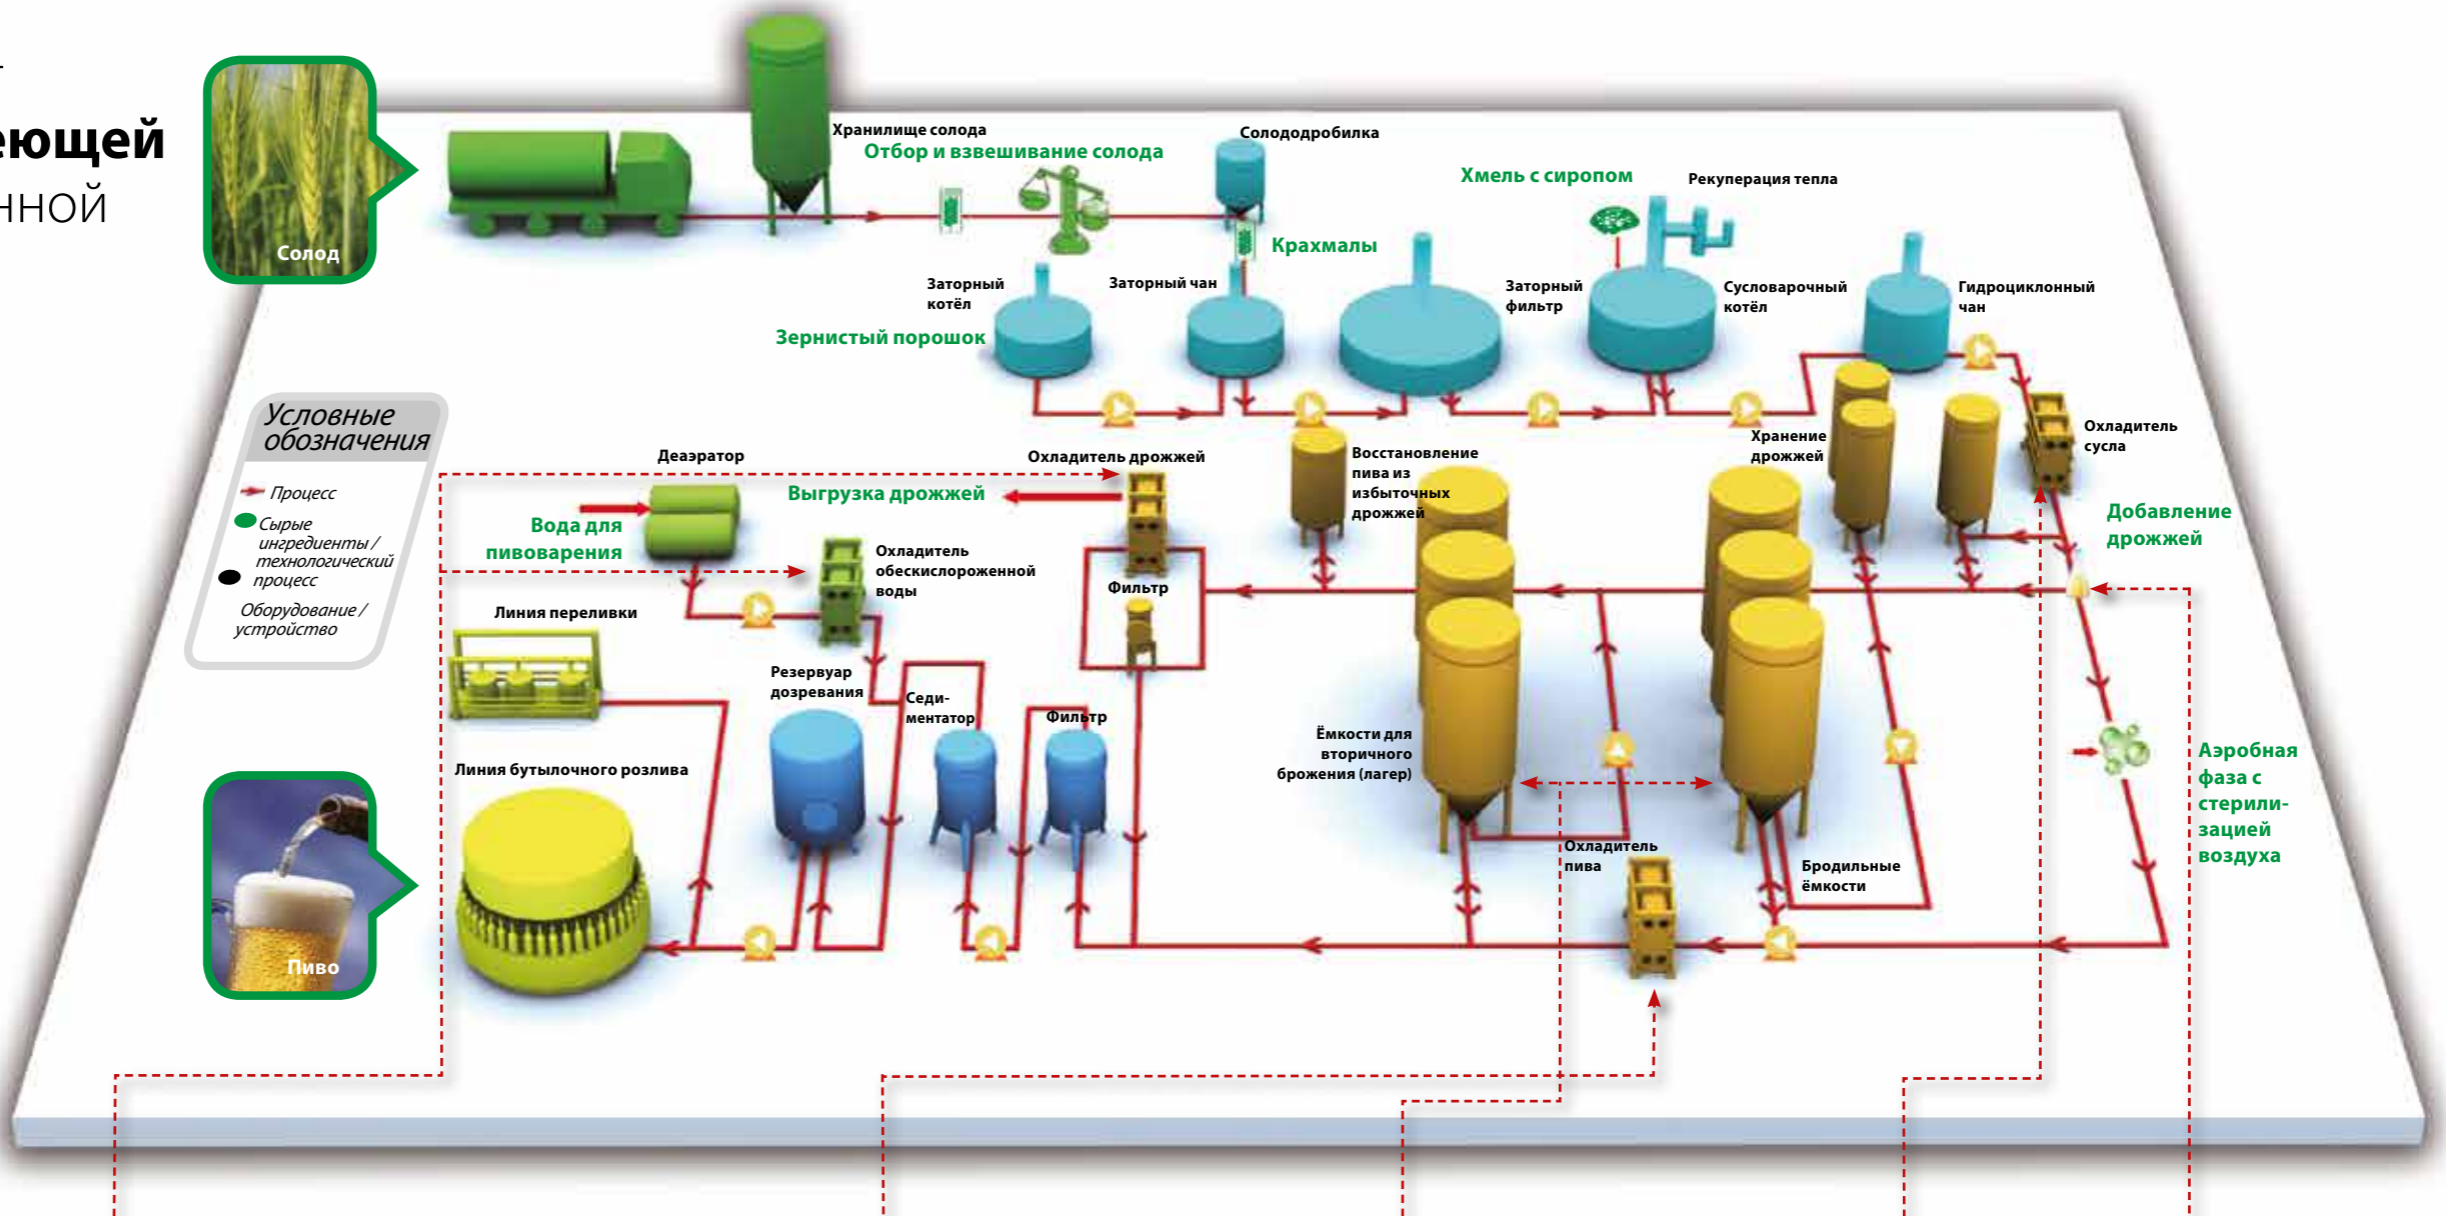 еющей
нной
Солод
Хранилище солода
Отбор и взвешивание солода
Солододробилка
Хмель с сиропом
Рекуперация тепла
Крахмалы
Заторный
котёл
Заторный чан
Заторный
фильтр
Сусловарочный
котёл
Гидроциклонный
чан
Зернистый порошок
Условные
обозначения
Процесс
Сырые
ингредиенты /
технологический
процесс
Оборудование /
устройство
Деаэратор
Охладитель дрожжей
Выгрузка дрожжей
Вода для
пивоварения
Охладитель
обескислороженной
воды
Фильтр
Восстановление
пива из
избыточных
дрожжей
Хранение
дрожжей
Охладитель
сусла
Добавление
дрожжей
Линия переливки
Резервуар
дозревания
Седи-
ментатор
Фильтр
Ёмкости для
вторичного
брожения (лагер)
Аэробная
фаза с
стерили-
зацией
воздуха
Линия бутылочного розлива
Охладитель
пива
Бродильные
ёмкости
Пиво